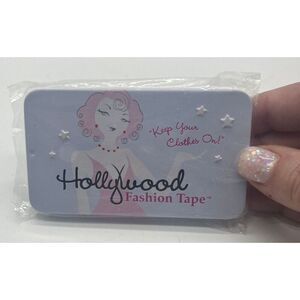 "Keep Your
Clothes On!"
Hollywood
Fashion Tape™